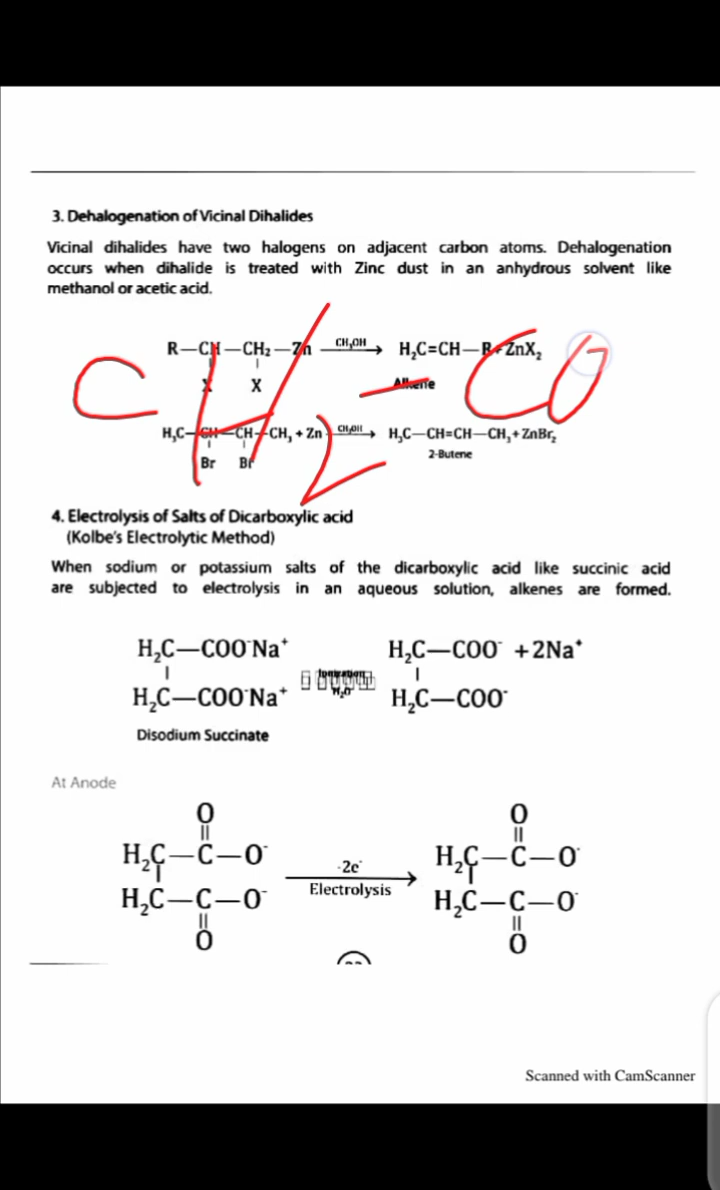 3. Dehalogenation of Vicinal Dihalides
Vicinal dihalides have two halogens on adjacent carbon atoms. Dehalogenation
occurs when dihalide is treated with Zinc dust in an anhydrous solvent like
methanol or acetic acid.
R—CH—CH₂—Zn CH₃OH → H₂C=CH—R+ZnX₂
X X Alkene
CH2-CO
H₃C—CH—CH—CH₃ + Zn CH₃OH → H₃C—CH=CH—CH₃+ZnBr₂
Br Br 2-Butene
4. Electrolysis of Salts of Dicarboxylic acid
(Kolbe's Electrolytic Method)
When sodium or potassium salts of the dicarboxylic acid like succinic acid
are subjected to electrolysis in an aqueous solution, alkenes are formed.
H₂C—COO⁻Na⁺ H₂C—COO⁻ +2Na⁺
Ionization
H₂O
H₂C—COO⁻Na⁺ H₂C—COO⁻
Disodium Succinate
At Anode
O O
H₂C—C—O⁻ -2e⁻ H₂C—C—O·
H₂C—C—O⁻ Electrolysis → H₂C—C—O·
O O
Scanned with CamScanner